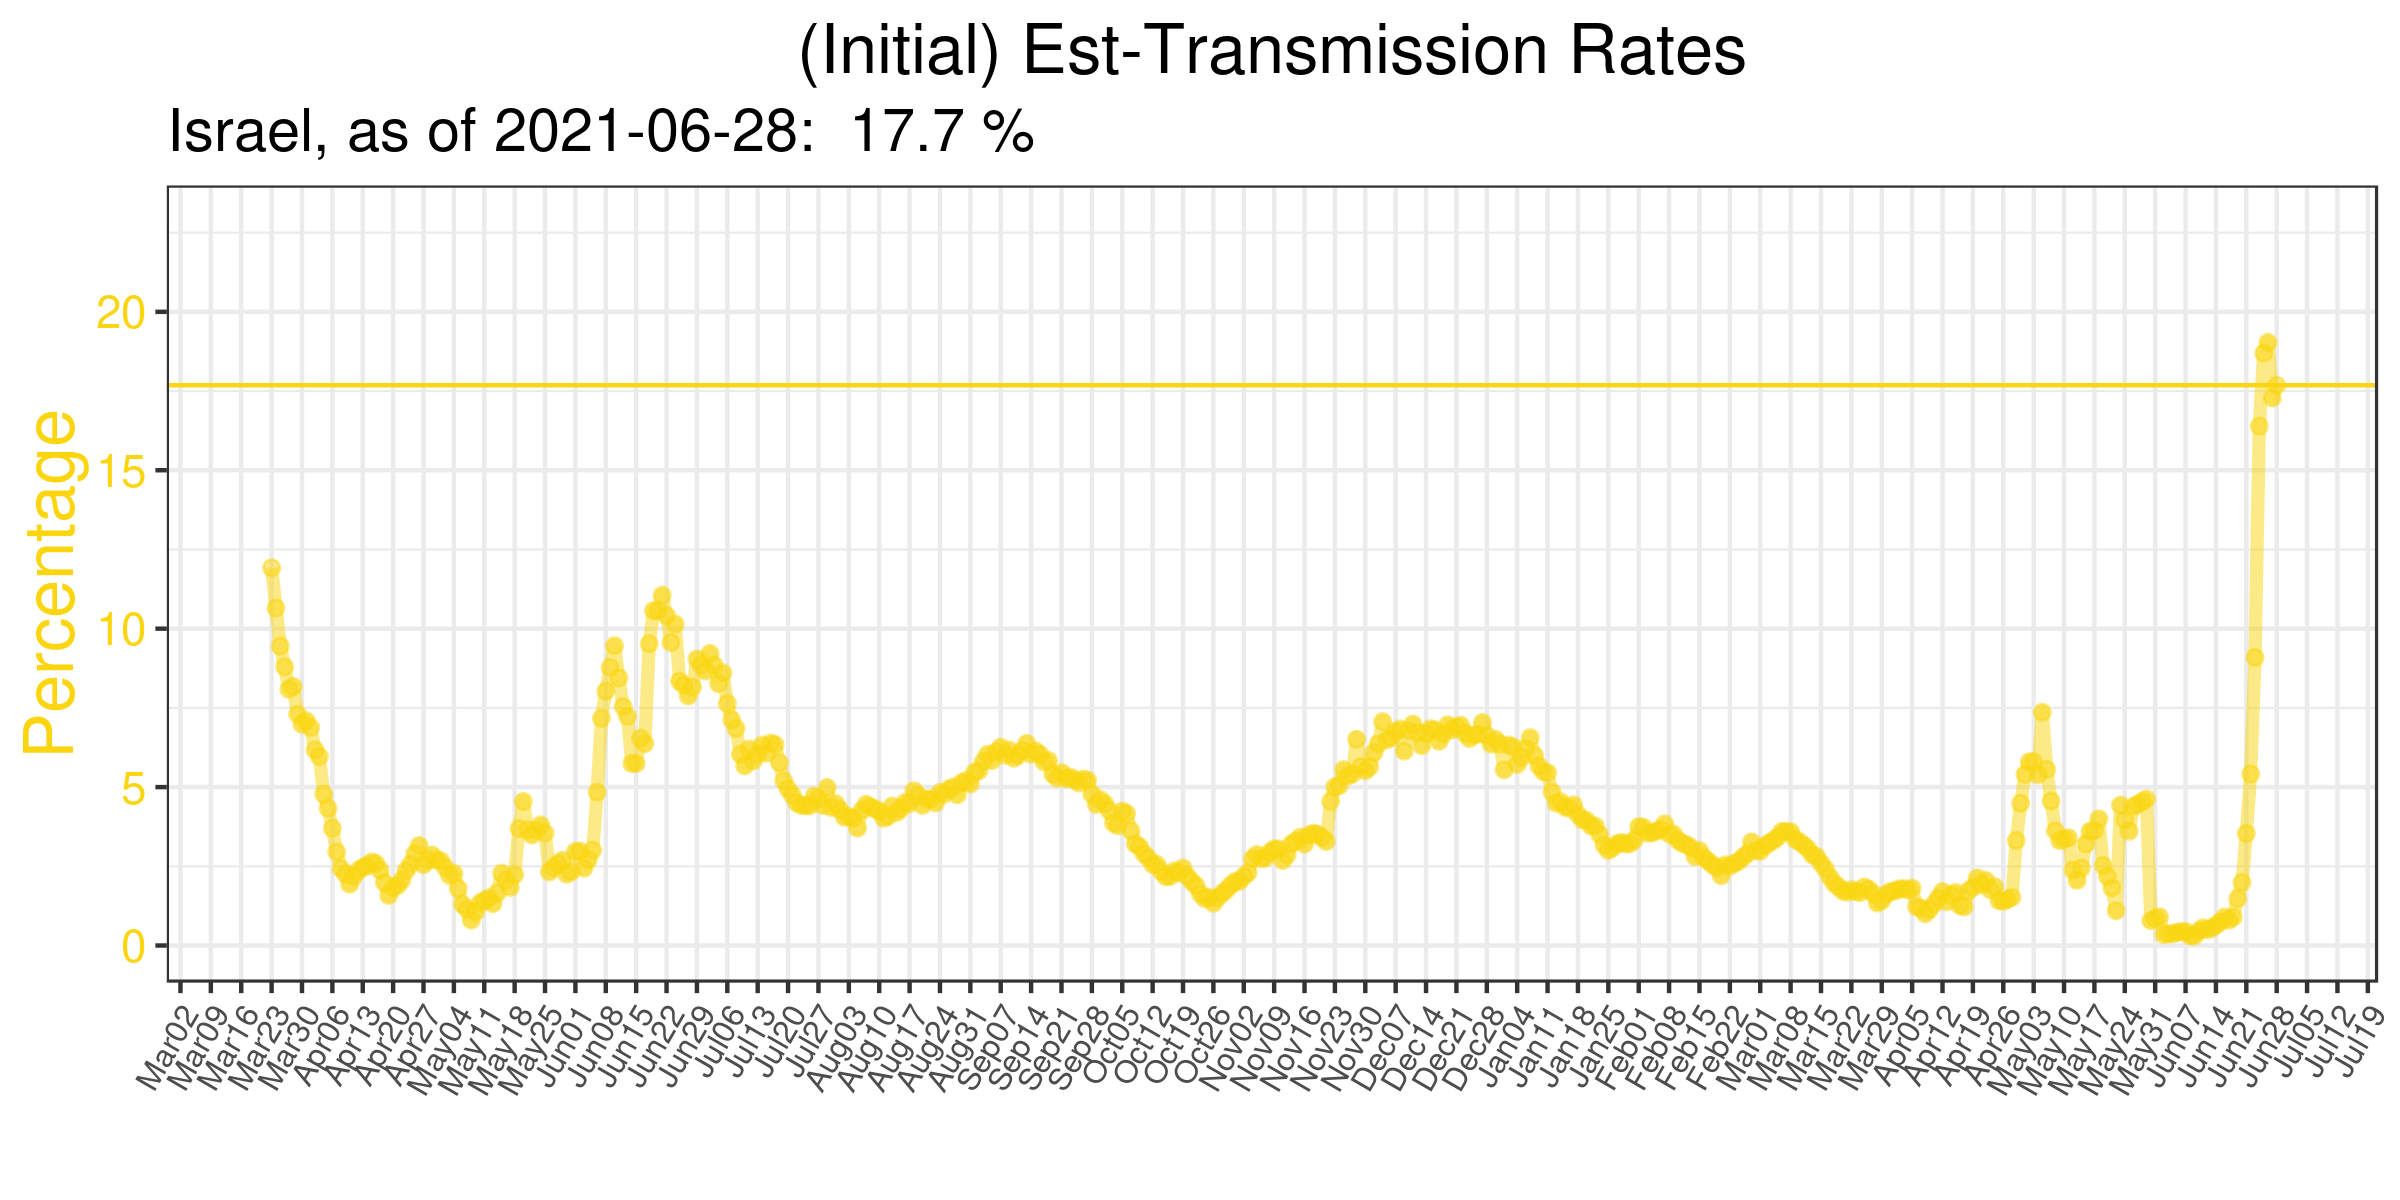 (Initial) Est-Transmission Rates
Israel, as of 2021-06-28:  17.7 %
Percentage
20
15
10
5
0
Mar02
Mar09
Mar16
Mar23
Mar30
Apr06
Apr13
Apr20
Apr27
May04
May11
May18
May25
Jun01
Jun08
Jun15
Jun22
Jun29
Jul06
Jul13
Jul20
Jul27
Aug03
Aug10
Aug17
Aug24
Aug31
Sep07
Sep14
Sep21
Sep28
Oct05
Oct12
Oct19
Oct26
Nov02
Nov09
Nov16
Nov23
Nov30
Dec07
Dec14
Dec21
Dec28
Jan04
Jan11
Jan18
Jan25
Feb01
Feb08
Feb15
Feb22
Mar01
Mar08
Mar15
Mar22
Mar29
Apr05
Apr12
Apr19
Apr26
May03
May10
May17
May24
May31
Jun07
Jun14
Jun21
Jun28
Jul05
Jul12
Jul19